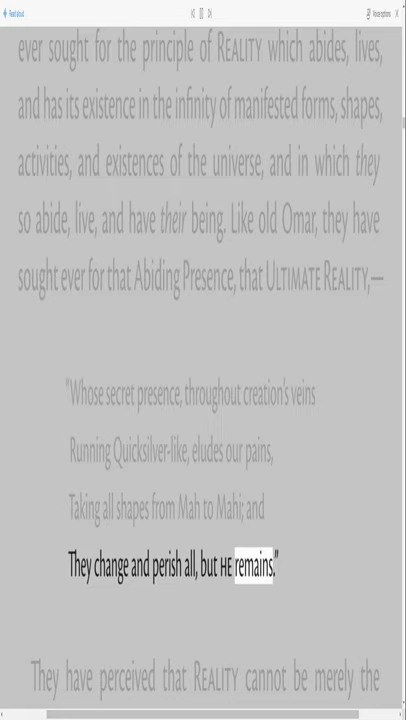 Read aloud
Voice options
ever sought for the principle of REALITY which abides, lives,
and has its existence in the infinity of manifested forms, shapes,
activities, and existences of the universe, and in which they
so abide, live, and have their being. Like old Omar, they have
sought ever for that Abiding Presence, that ULTIMATE REALITY,—
"Whose secret presence, throughout creation's veins
Running Quicksilver-like, eludes our pains,
Taking all shapes from Mah to Mahi; and
They change and perish all, but HE remains."
They have perceived that REALITY cannot be merely the